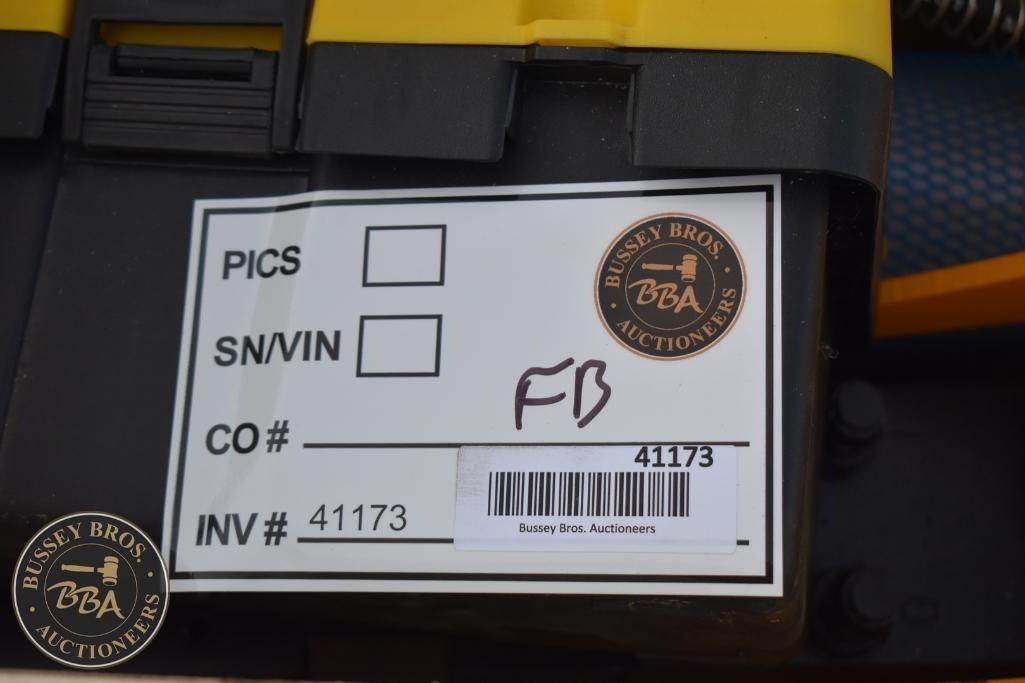 PICS
SN/VIN
CO #
INV # 41173
FB
BUSSEY BROS.
BBA
AUCTIONEERS
41173
Bussey Bros. Auctioneers
BUSSEY BROS.
BBA
AUCTIONEERS